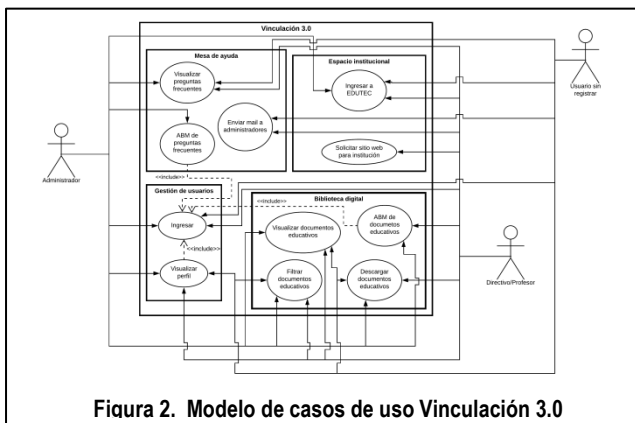 Vinculación 3.0
Mesa de ayuda
Espacio institucional
Visualizar
preguntas
frecuentes
Ingresar a
EDUTEC
Usuario sin
registrar
Enviar mail a
administradores
ABM de
preguntas
frecuentes
Solicitar sitio web
para institución
Administrador
<<include>>
Gestión de usuarios
<<include>>
Biblioteca digital
Ingresar
Visualizar documentos
educativos
ABM de
documetos
educativos
<<include>>
Visualizar
perfil
Filtrar
documentos
educativos
Descargar
documentos
educativos
Directivo/Profesor
Figura 2. Modelo de casos de uso Vinculación 3.0